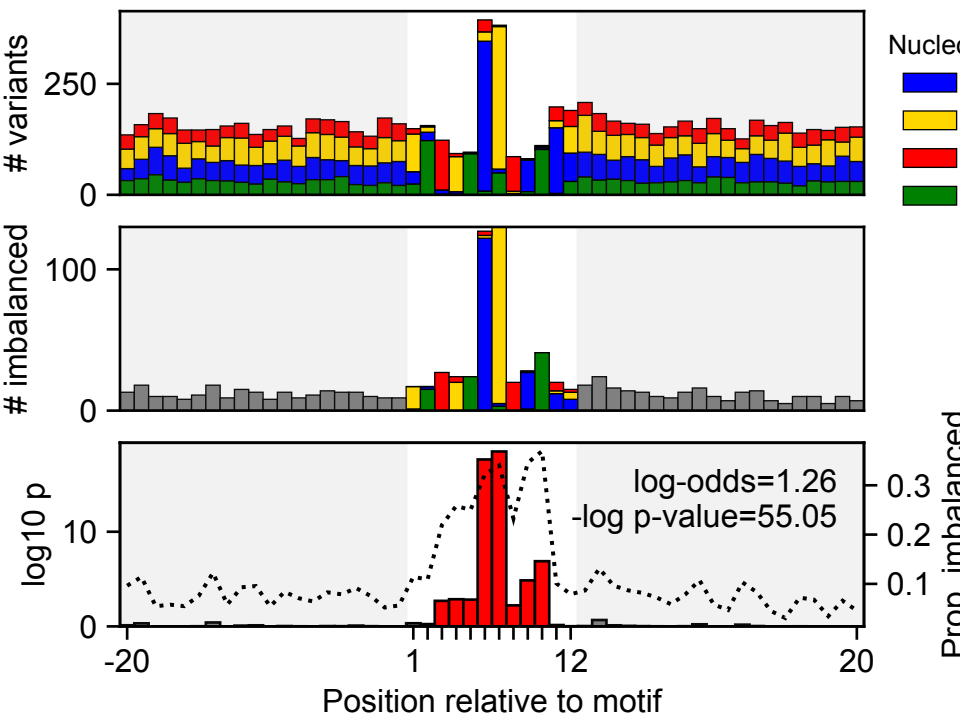 # variants
250
0
Nucleo
# imbalanced
100
0
log10 p
10
0
log-odds=1.26
-log p-value=55.05
0.3
0.2
0.1
Prop. imbalanced
-20
1
12
20
Position relative to motif